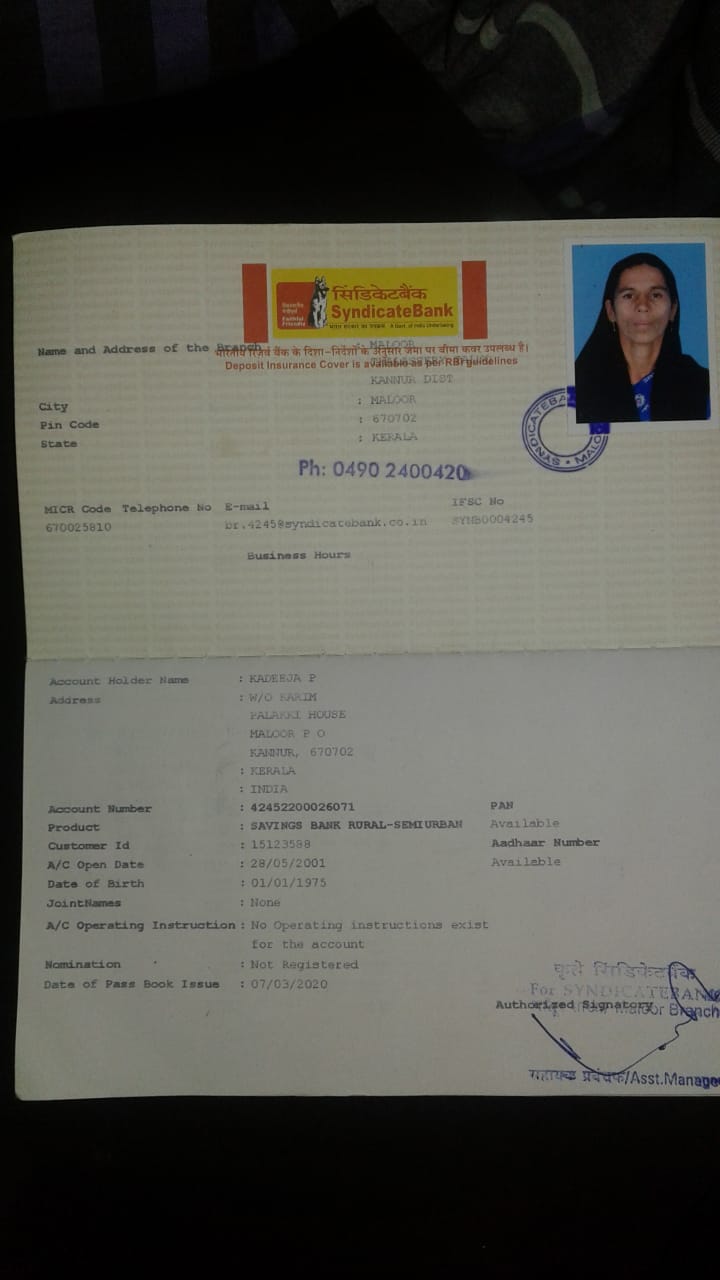 सिंडिकेटबैंक
SyndicateBank
Faithful Friendly
भारत सरकार का उपक्रम A Govt. of India Undertaking
Name and Address of the Branch : MALOOR
भारतीय रिजर्व बैंक के दिशा-निर्देशों के अनुसार जमा पर बीमा कवर उपलब्ध है।
Deposit Insurance Cover is available as per RBI guidelines
KANNUR DIST
City : MALOOR
Pin Code : 670702
State : KERALA
SYNDICATEBA MALO
Ph: 0490 2400420
MICR Code Telephone No E-mail IFSC No
670025810 br.4245@syndicatebank.co.in SYNB0004245
Business Hours
Account Holder Name : KADEEJA P
Address : W/O KARIM
PALAKKI HOUSE
MALOOR P O
KANNUR, 670702
: KERALA
: INDIA
Account Number : 42452200026071 PAN
Product : SAVINGS BANK RURAL-SEMIURBAN Available
Customer Id : 15123588 Aadhaar Number
A/C Open Date : 28/05/2001 Available
Date of Birth : 01/01/1975
JointNames : None
A/C Operating Instruction : No Operating instructions exist
for the account
Nomination : Not Registered
Date of Pass Book Issue : 07/03/2020
कृते सिंडिकेटबैंक
For SYNDICATEBANK
Authorized Signatory Maloor Branch
सहायक प्रबंधक/Asst.Manage